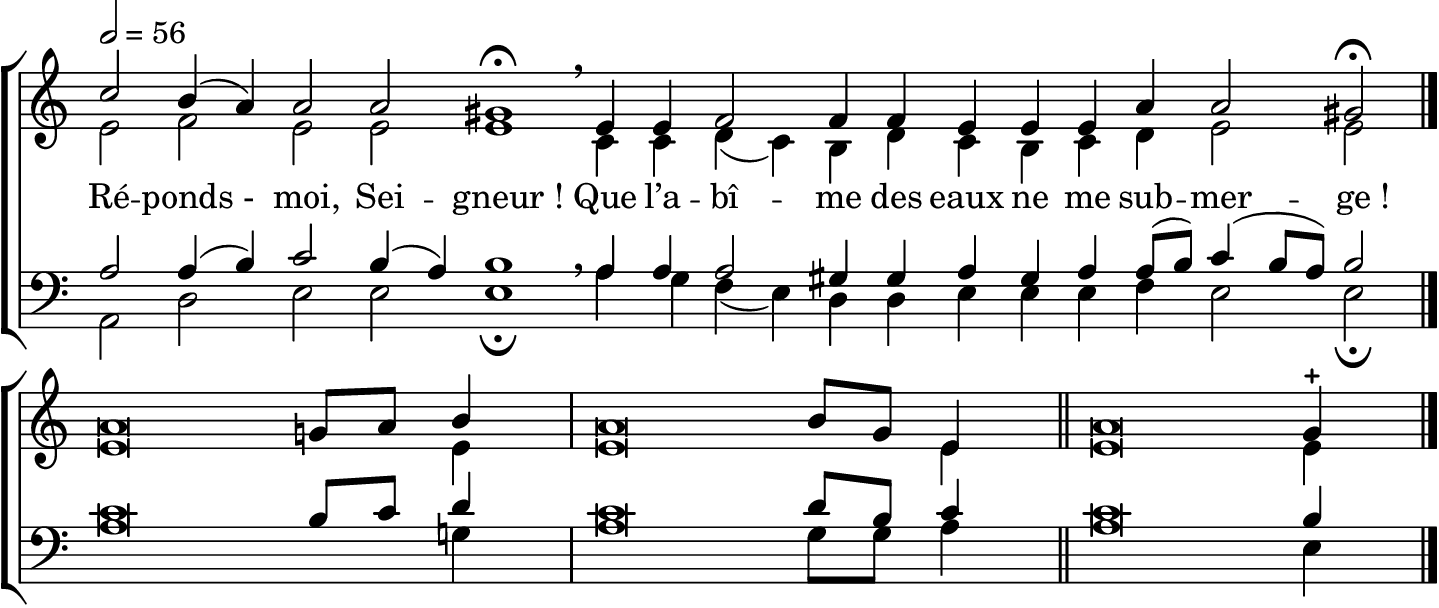 = 56
Ré -- ponds - moi, Sei -- gneur ! Que l’a -- bî -- me des eaux ne me sub -- mer -- ge !